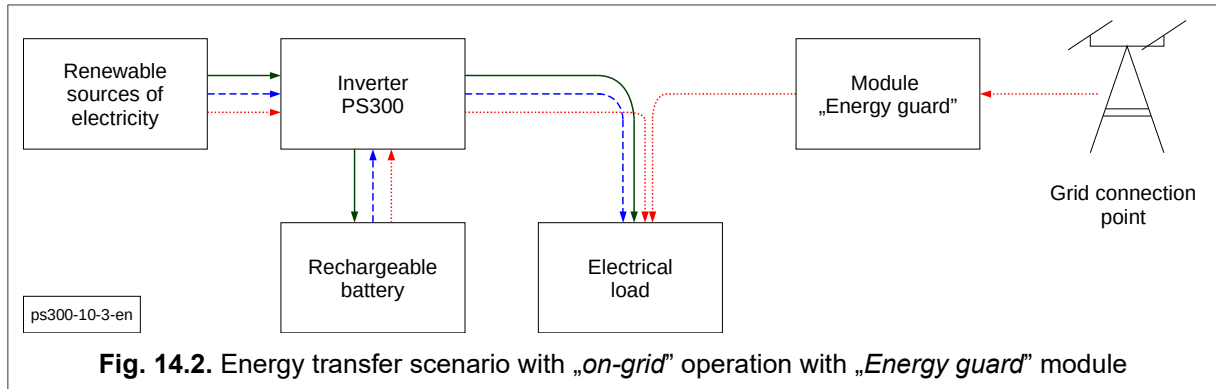 Renewable
sources of
electricity
Inverter
PS300
Module
„Energy guard”
Grid connection
point
Rechargeable
battery
Electrical
load
ps300-10-3-en
Fig. 14.2. Energy transfer scenario with „on-grid” operation with „Energy guard” module